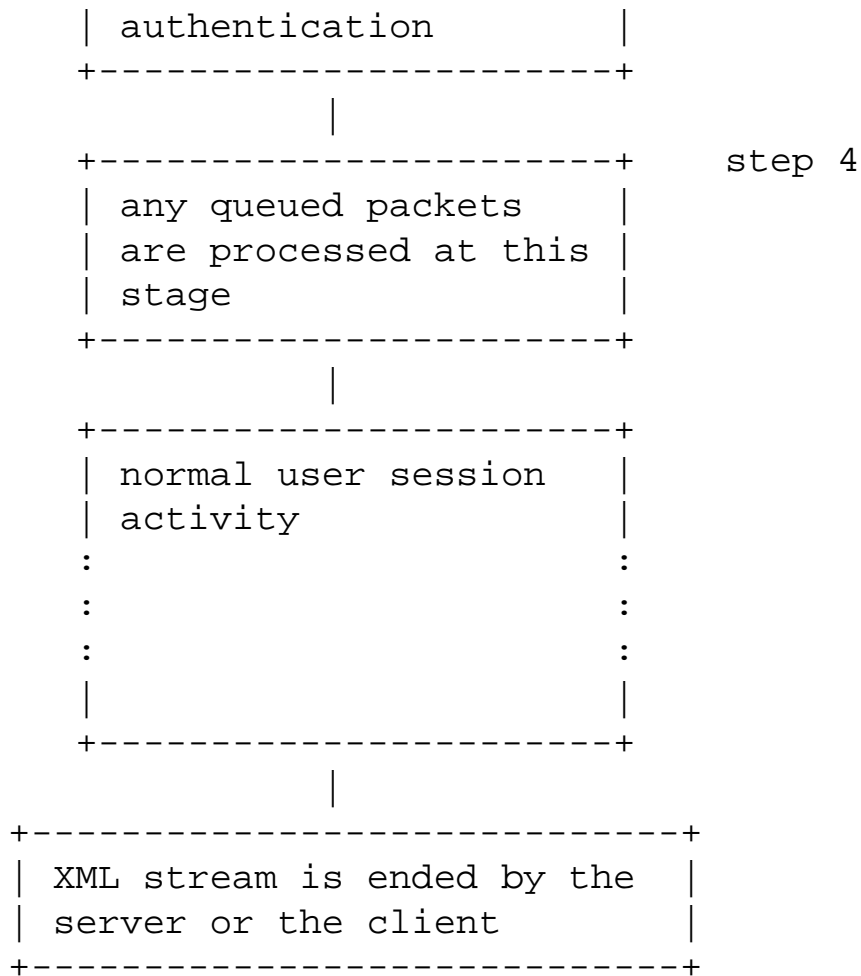 authentication
step 4
any queued packets
are processed at this
stage
normal user session
activity
:                       :
:                       :
:                       :
XML stream is ended by the
server or the client